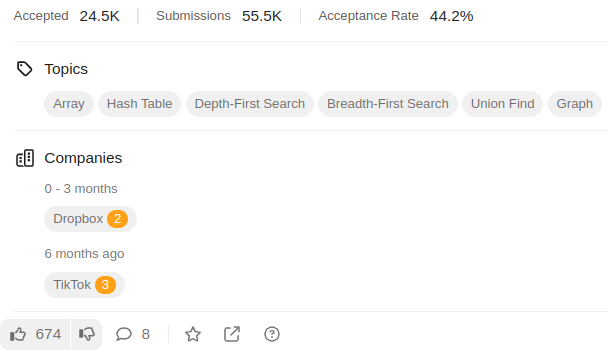 Accepted 24.5K Submissions 55.5K Acceptance Rate 44.2%
Topics
Array Hash Table Depth-First Search Breadth-First Search Union Find Graph
Companies
0 - 3 months
Dropbox 2
6 months ago
TikTok 3
674 8